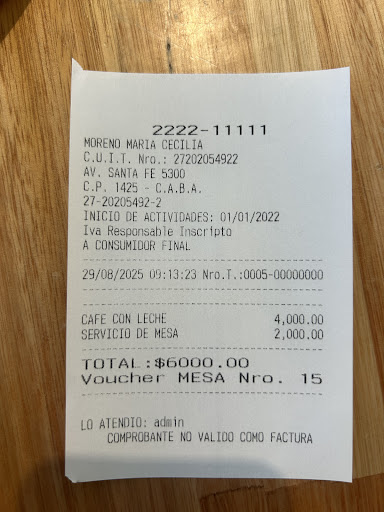 2222-11111
MORENO MARIA CECILIA
C.U.I.T. Nro.: 27202054922
AV. SANTA FE 5300
C.P. 1425 - C.A.B.A.
27-20205492-2
INICIO DE ACTIVIDADES: 01/01/2022
Iva Responsable Inscripto
A CONSUMIDOR FINAL
29/08/2025 09:13:23 Nro.T.:0005-00000000
CAFE CON LECHE 4,000.00
SERVICIO DE MESA 2,000.00
TOTAL:$6000.00
Voucher MESA Nro. 15
LO ATENDIO: admin
COMPROBANTE NO VALIDO COMO FACTURA